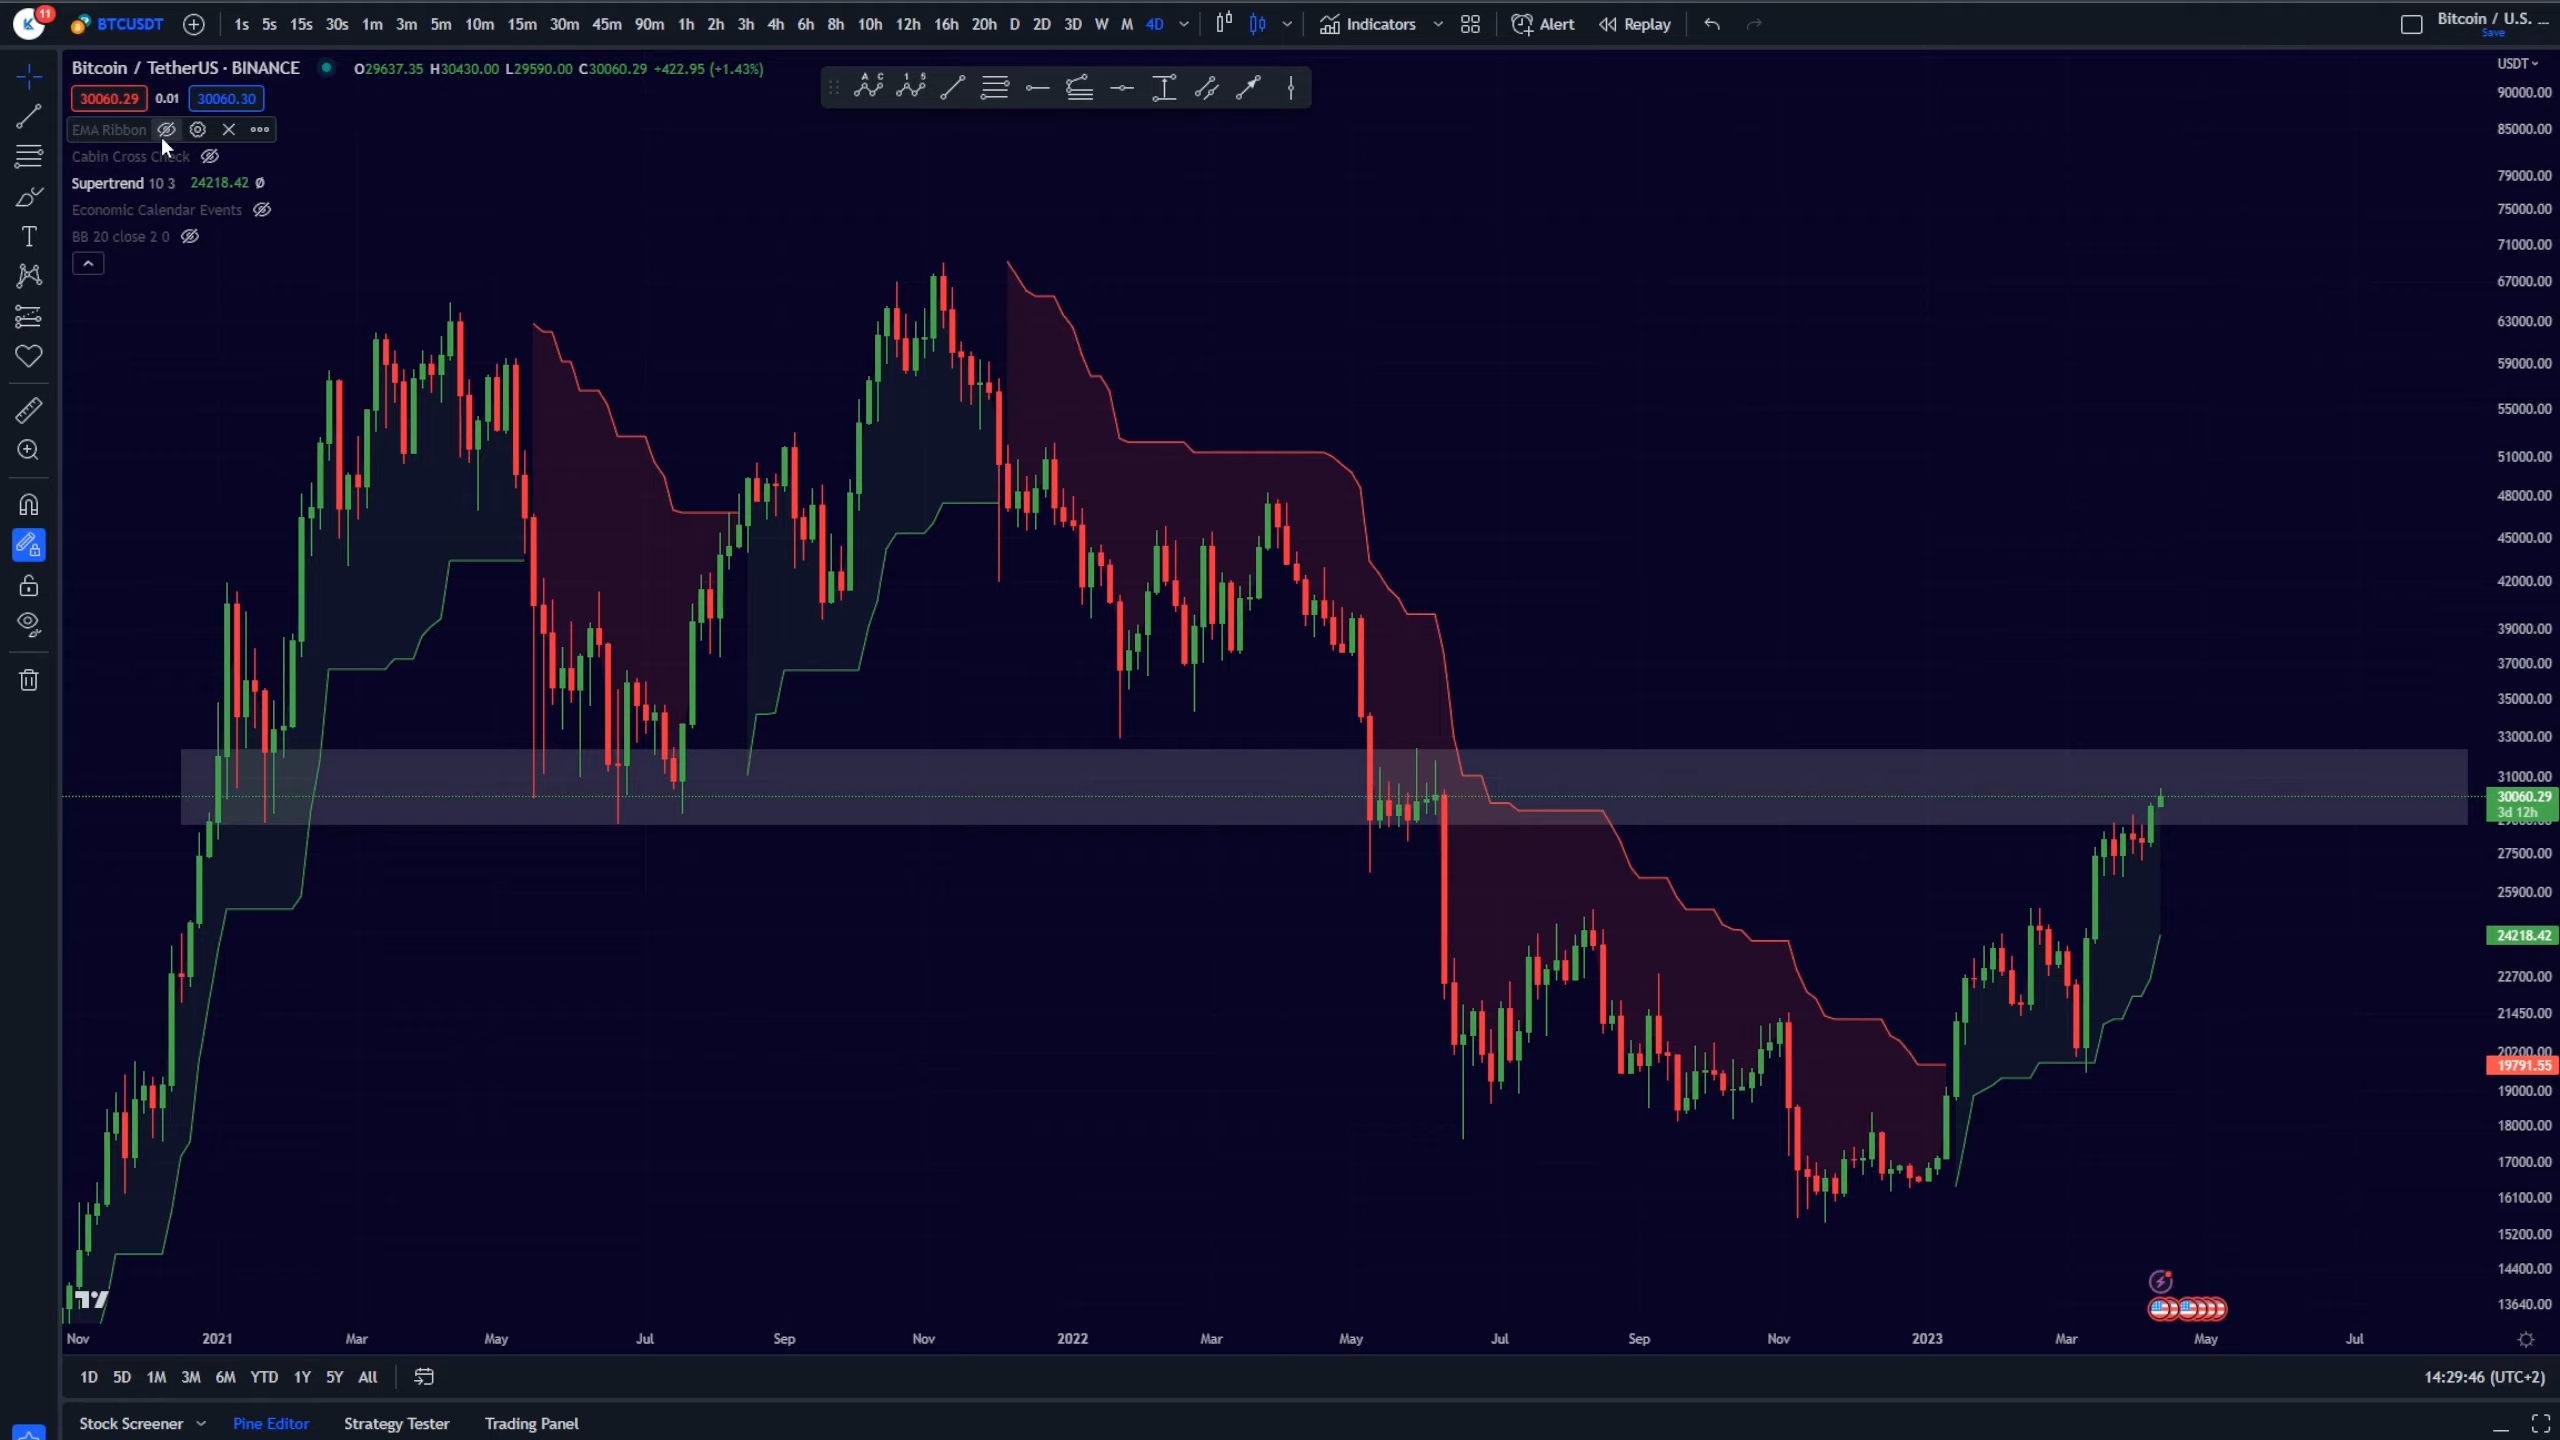 11 BTCUSDT 1s 5s 15s 30s 1m 3m 5m 10m 15m 30m 45m 90m 1h 2h 3h 4h 6h 8h 10h 12h 16h 20h D 2D 3D W M 4D Indicators Alert Replay Bitcoin / U.S. ...
Save
Bitcoin / TetherUS · BINANCE O29637.35 H30430.00 L29590.00 C30060.29 +422.95 (+1.43%)
30060.29 0.01 30060.30
EMA Ribbon
Cabin Cross Check
Supertrend 10 3 24218.42 Ø
Economic Calendar Events
BB 20 close 2 0
A C
1 5
USDT
90000.00
85000.00
79000.00
75000.00
71000.00
67000.00
63000.00
59000.00
55000.00
51000.00
48000.00
45000.00
42000.00
39000.00
37000.00
35000.00
33000.00
31000.00
30060.29
3d 12h
27500.00
25900.00
24218.42
22700.00
21450.00
20200.00
19791.55
19000.00
18000.00
17000.00
16100.00
15200.00
14400.00
13640.00
Nov 2021 Mar May Jul Sep Nov 2022 Mar May Jul Sep Nov 2023 Mar May Jul
1D 5D 1M 3M 6M YTD 1Y 5Y All 14:29:46 (UTC+2)
Stock Screener Pine Editor Strategy Tester Trading Panel